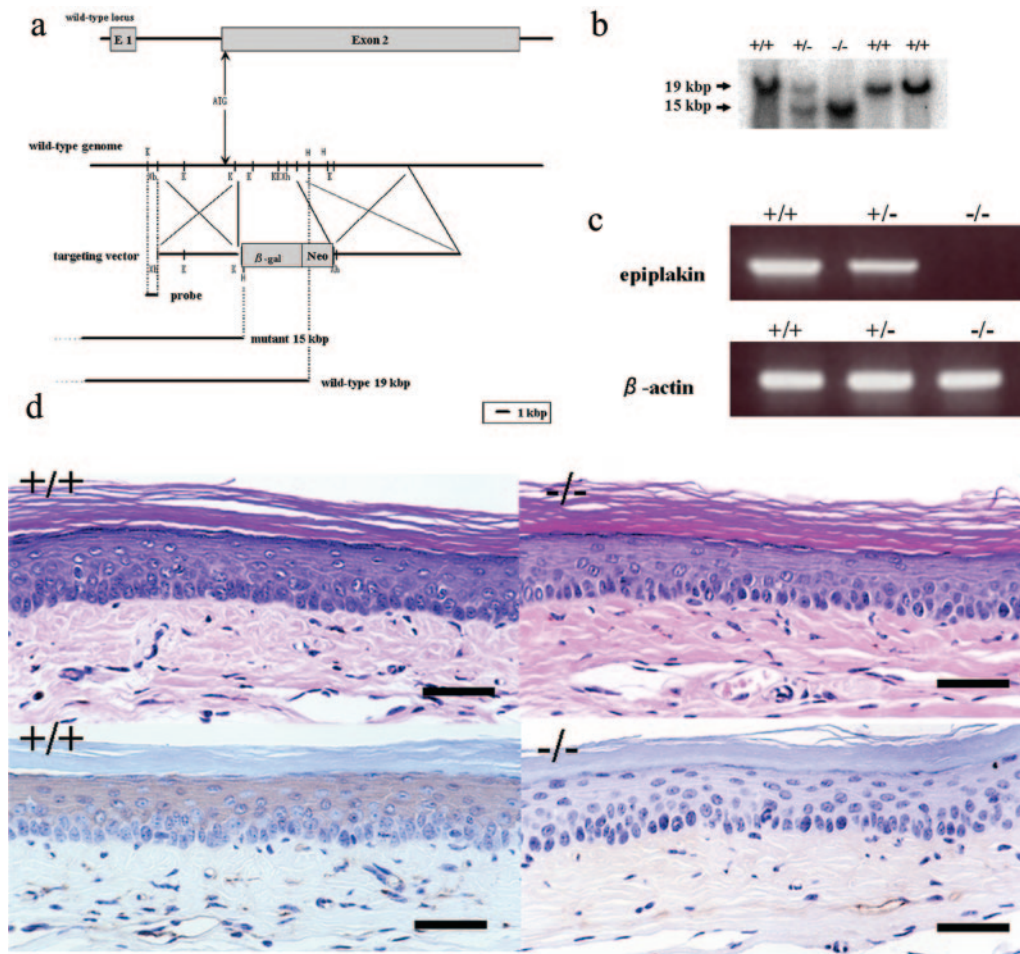 a
wild-type locus
E 1
Exon 2
ATG
wild-type genome
E
H
H
E
E
E
E
targeting vector
β-gal
Neo
E
E
H
probe
mutant 15 kbp
wild-type 19 kbp
1 kbp
b
+/+ +/- -/- +/+ +/+
19 kbp
15 kbp
c
+/+ +/- -/-
epiplakin
+/+ +/- -/-
β-actin
d
+/+
-/-
+/+
-/-